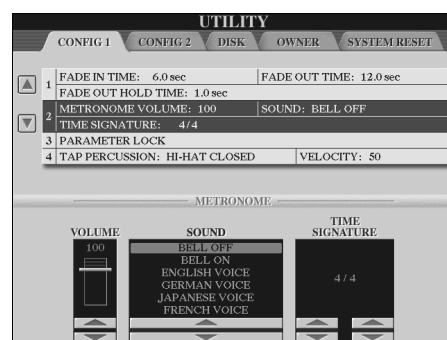 UTILITY
CONFIG 1 CONFIG 2 DISK OWNER SYSTEM RESET
1 FADE IN TIME: 6.0 sec FADE OUT TIME: 12.0 sec
FADE OUT HOLD TIME: 1.0 sec
2 METRONOME VOLUME: 100 SOUND: BELL OFF
TIME SIGNATURE: 4/4
3 PARAMETER LOCK
4 TAP PERCUSSION: HI-HAT CLOSED VELOCITY: 50
METRONOME
VOLUME SOUND TIME SIGNATURE
100 BELL OFF
BELL ON
ENGLISH VOICE 4/4
GERMAN VOICE
JAPANESE VOICE
FRENCH VOICE